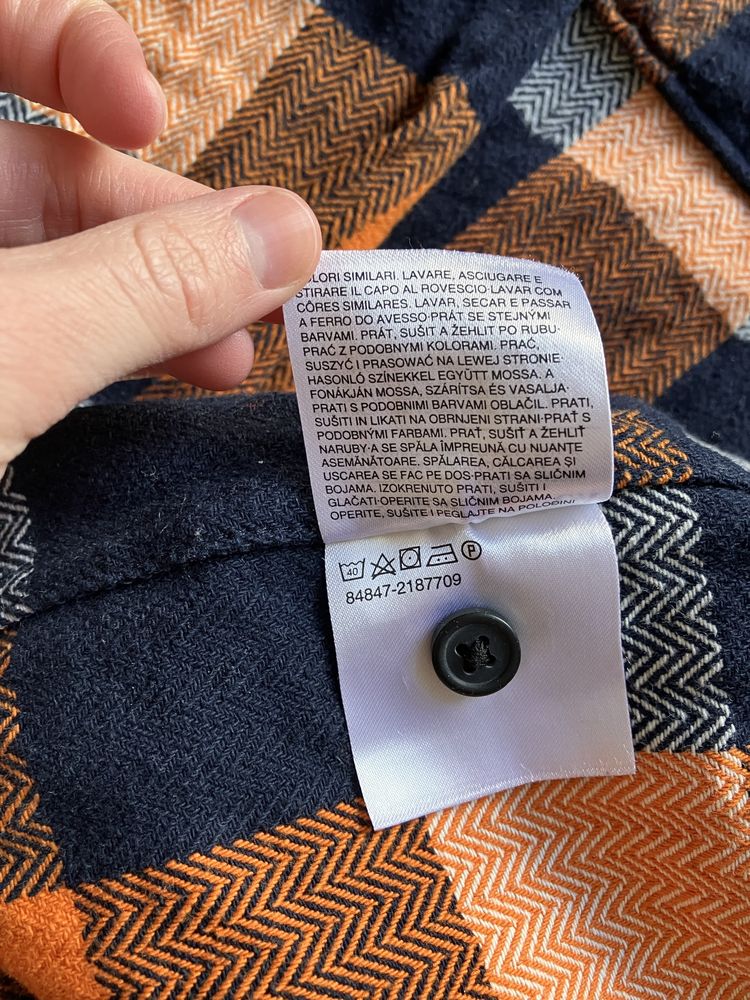 COLORI SIMILARI. LAVARE, ASCIUGARE E
STIRARE IL CAPO AL ROVESCIO·LAVAR COM
CÔRES SIMILARES. LAVAR, SECAR E PASSAR
A FERRO DO AVESSO·PRÁT SE STEJNÝMI
BARVAMI. PRÁT, SUŠIT A ŽEHLIT PO RUBU·
PRAĆ Z PODOBNYMI KOLORAMI. PRAĆ,
SUSZYĆ I PRASOWAĆ NA LEWEJ STRONIE·
HASONLÓ SZÍNEKKEL EGYÜTT MOSSA. A
FONÁKJÁN MOSSA, SZÁRÍTSA ÉS VASALJA·
PRATI S PODOBNIMI BARVAMI OBLAČIL. PRATI,
SUŠITI IN LIKATI NA OBRNJENI STRANI·PRAŤ S
PODOBNÝMI FARBAMI. PRAŤ, SUŠIŤ A ŽEHLIŤ
NARUBY·A SE SPĂLA ÎMPREUNĂ CU NUANȚE
ASEMĂNĂTOARE. SPĂLAREA, CĂLCAREA ȘI
USCAREA SE FAC PE DOS·PRATI SA SLIČNIM
BOJAMA. IZOKRENUTO PRATI, SUŠITI I
GLAČATI·OPERITE SA SLIČNIM BOJAMA.
OPERITE, SUŠITE I PEGLAJTE NA POLOĐINI
40 P
84847-2187709